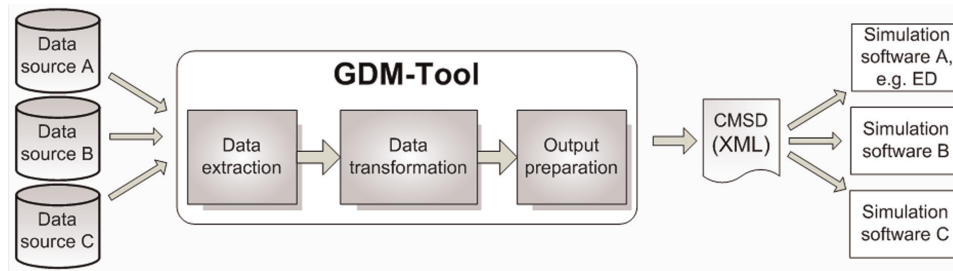 Data
source A
Data
source B
Data
source C
GDM-Tool
Data
extraction
Data
transformation
Output
preparation
CMSD
(XML)
Simulation
software A,
e.g. ED
Simulation
software B
Simulation
software C